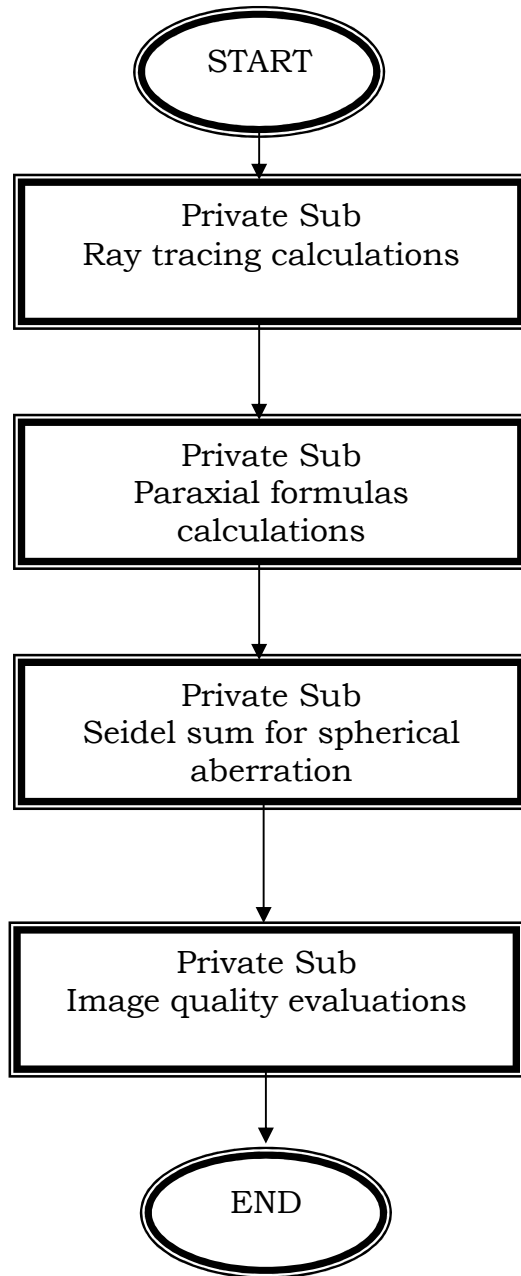 START
Private Sub
Ray tracing calculations
Private Sub
Paraxial formulas
calculations
Private Sub
Seidel sum for spherical
aberration
Private Sub
Image quality evaluations
END